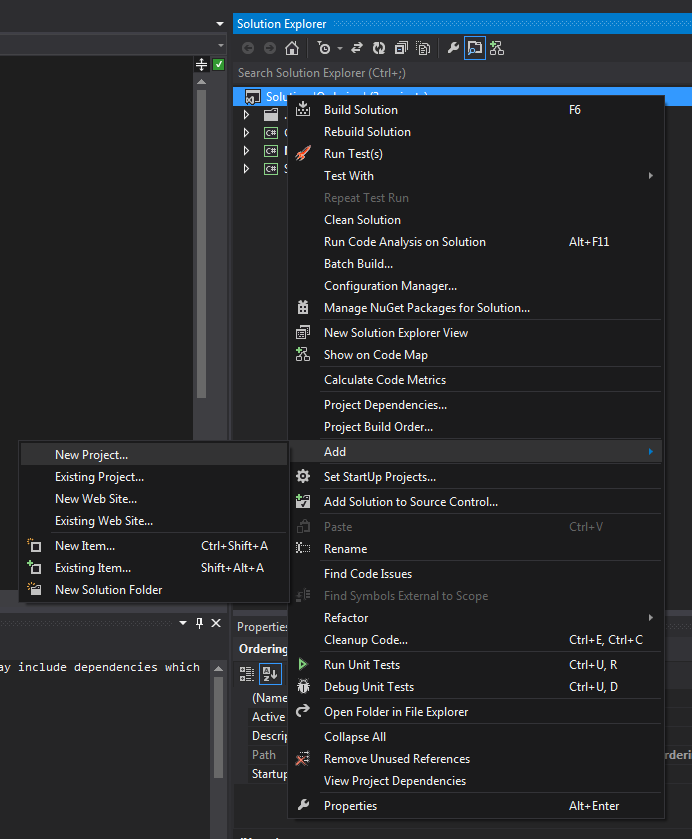 Solution Explorer
Search Solution Explorer (Ctrl+;)
Build Solution F6
Rebuild Solution
Run Test(s)
Test With
Repeat Test Run
Clean Solution
Run Code Analysis on Solution Alt+F11
Batch Build...
Configuration Manager...
Manage NuGet Packages for Solution...
New Solution Explorer View
Show on Code Map
Calculate Code Metrics
Project Dependencies...
Project Build Order...
Add
New Project...
Existing Project...
New Web Site...
Existing Web Site...
New Item... Ctrl+Shift+A
Existing Item... Shift+Alt+A
New Solution Folder
Set StartUp Projects...
Add Solution to Source Control...
Paste Ctrl+V
Rename
Find Code Issues
Find Symbols External to Scope
Refactor
Cleanup Code... Ctrl+E, Ctrl+C
Run Unit Tests Ctrl+U, R
Debug Unit Tests Ctrl+U, D
Open Folder in File Explorer
Collapse All
Remove Unused References
View Project Dependencies
Properties Alt+Enter
ay include dependencies which
Properties
Ordering
(Name
Active
Descrip
Path
Startup